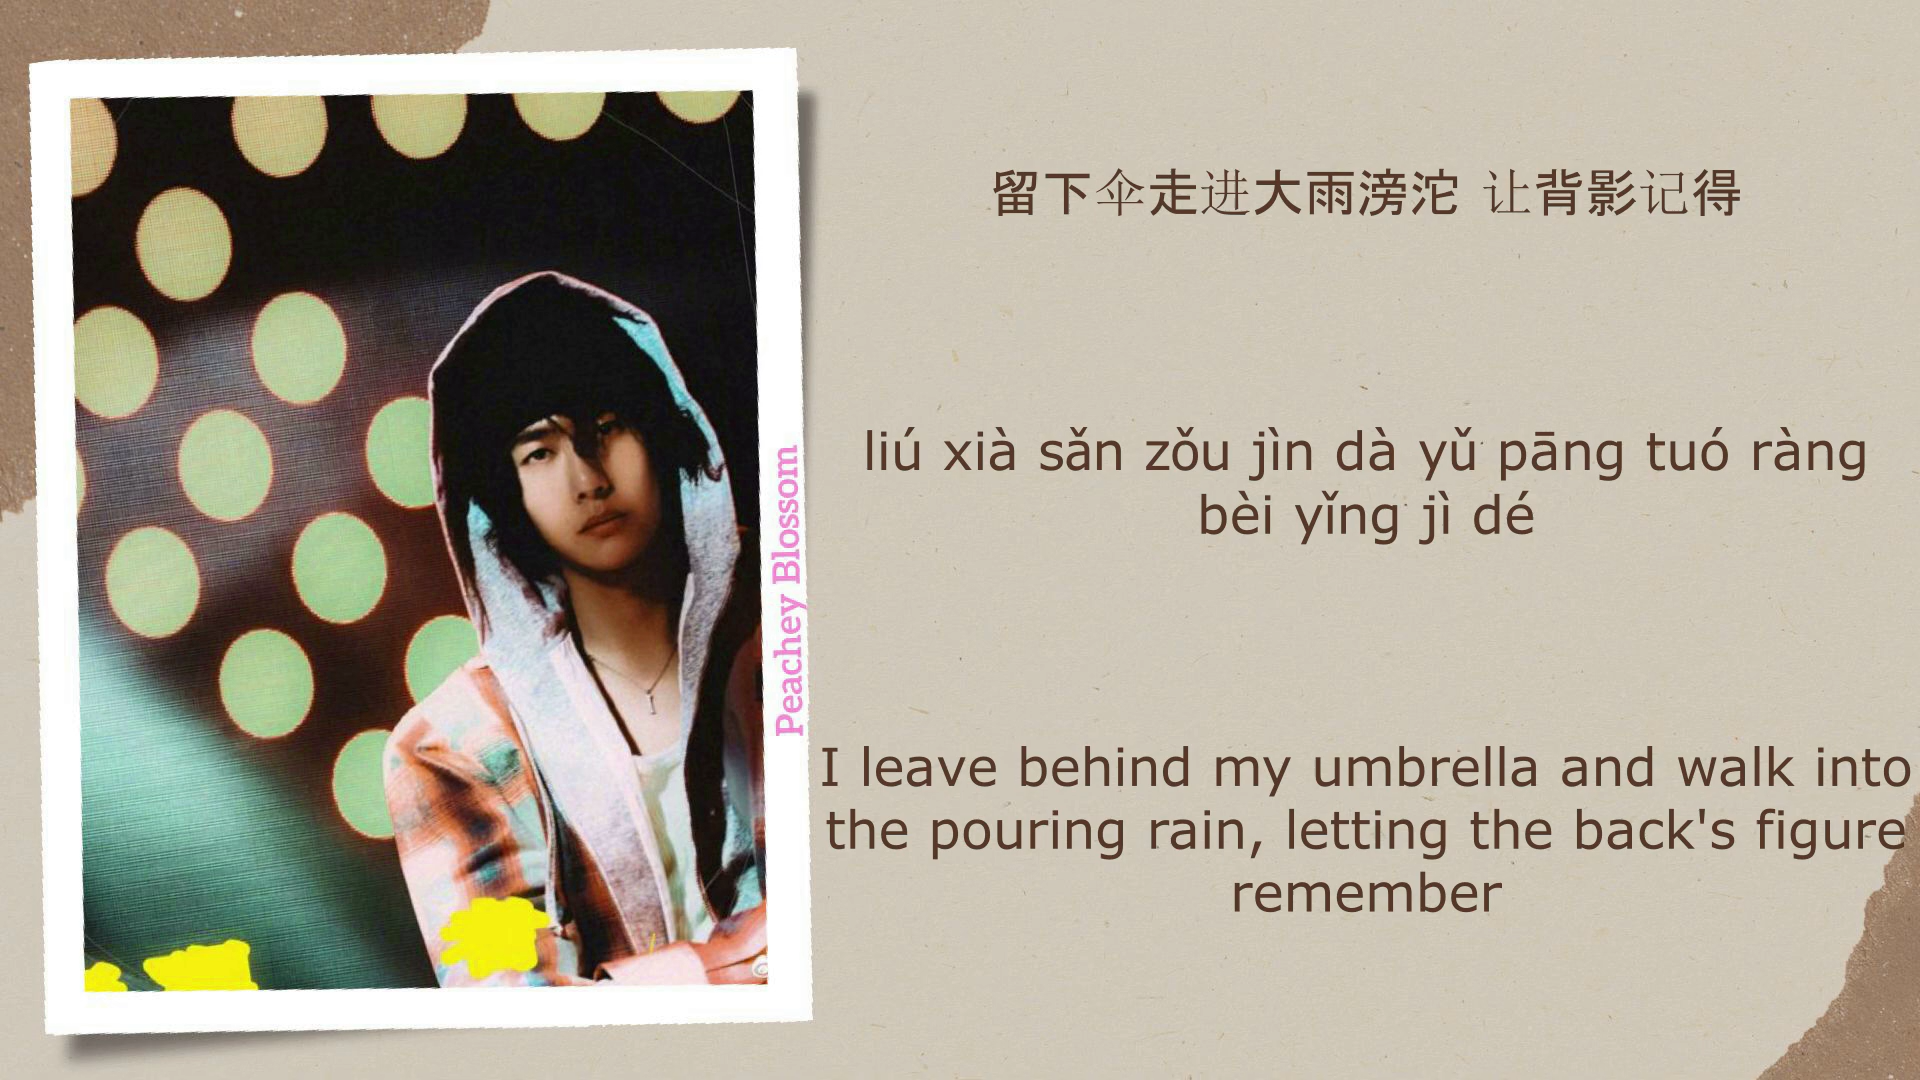 留下伞走进大雨滂沱 让背影记得
liú xià sǎn zǒu jìn dà yǔ pāng tuó ràng
bèi yǐng jì dé
Peachey Blossom
I leave behind my umbrella and walk into
the pouring rain, letting the back's figure
remember